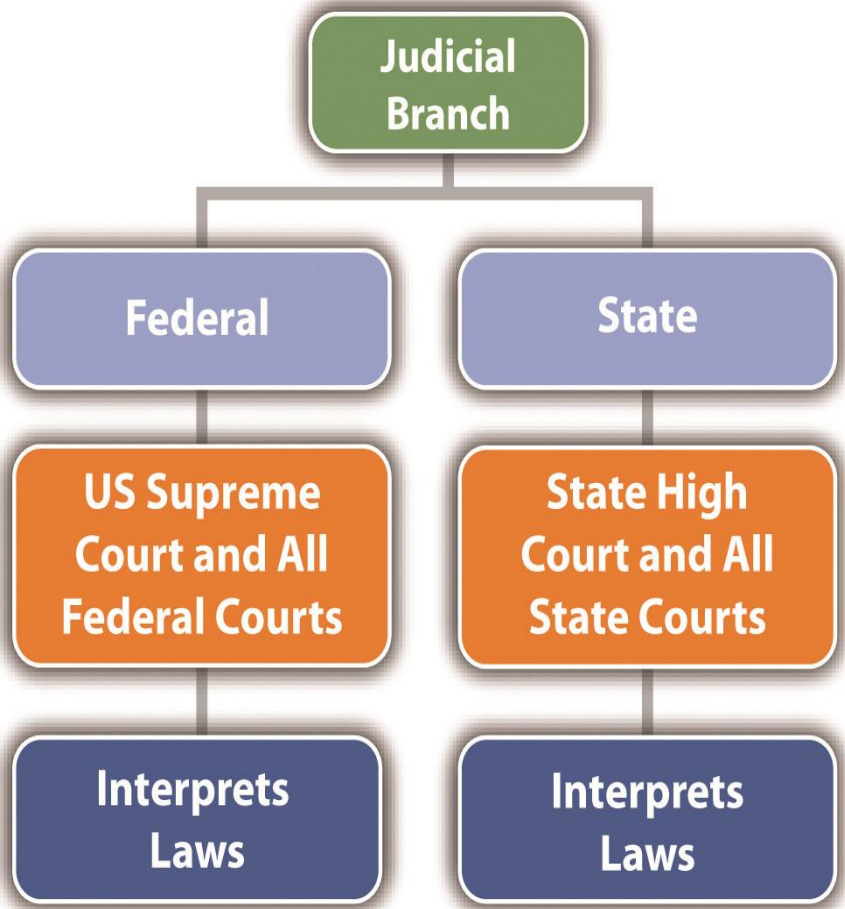 Judicial
Branch
Federal
State
US Supreme
Court and All
Federal Courts
State High
Court and All
State Courts
Interprets
Laws
Interprets
Laws